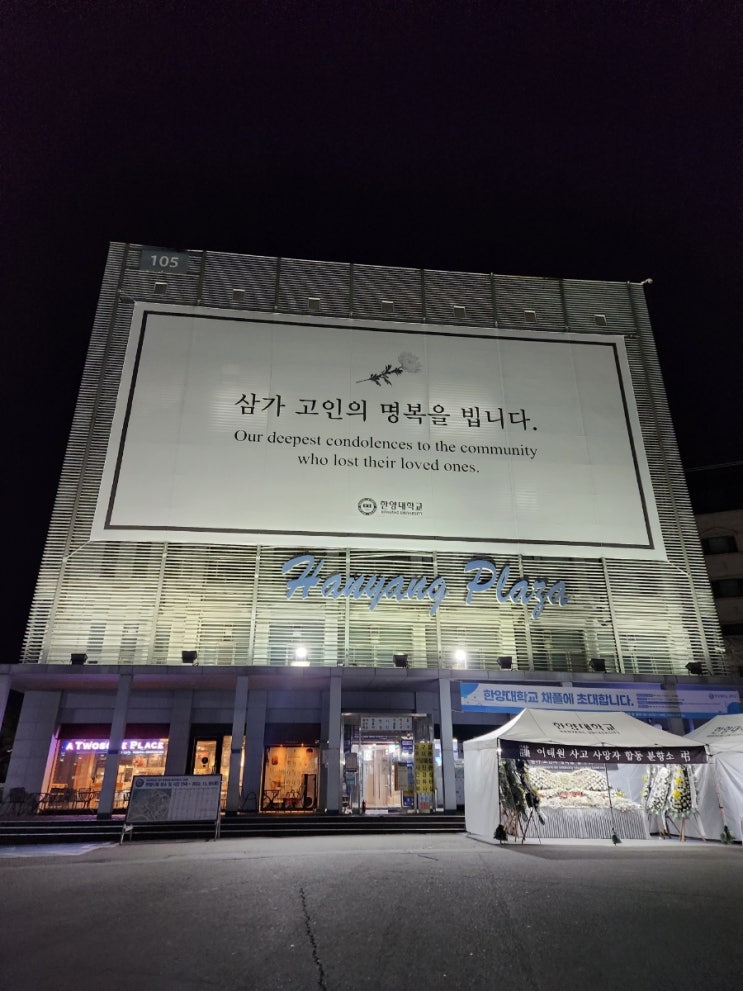 105
삼가 고인의 명복을 빕니다.
Our deepest condolences to the community
who lost their loved ones.
한양대학교
HANYANG UNIVERSITY
Hanyang Plaza
한양대학교 채플에 초대합니다.
한양대학교
A TWOSOME PLACE
이태원 사고 사망자 합동 분향소